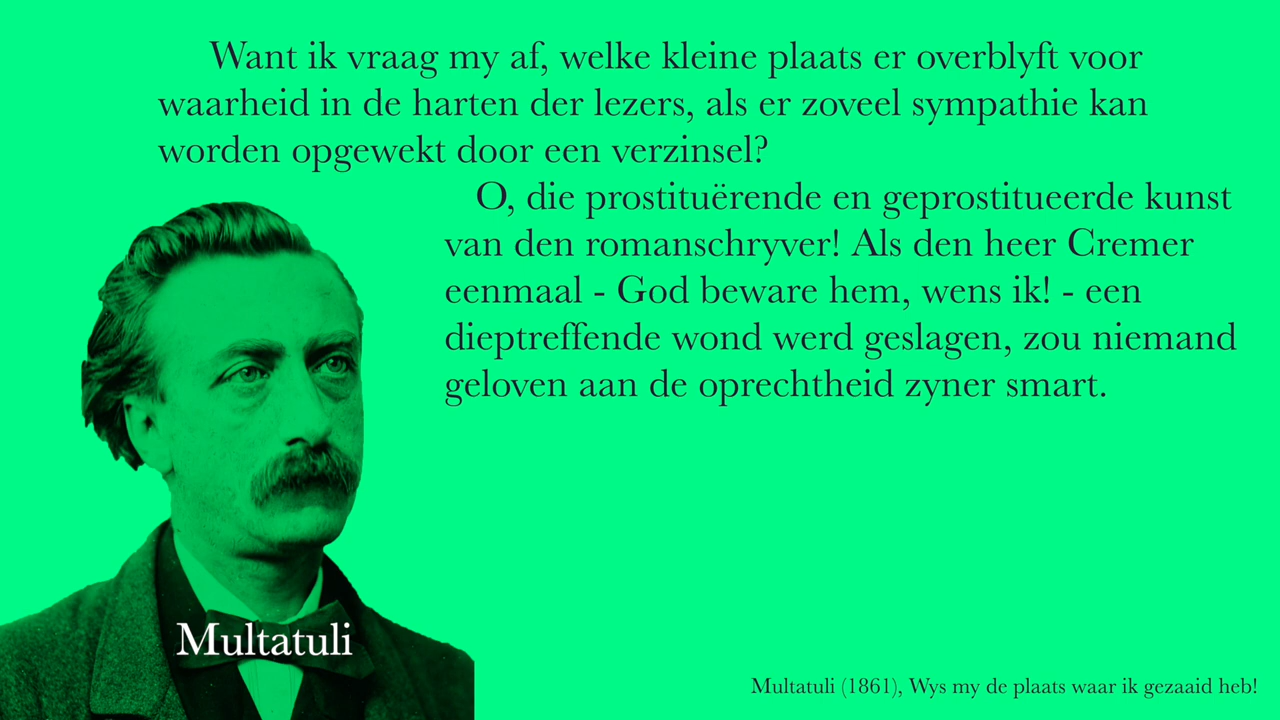 Want ik vraag my af, welke kleine plaats er overblyft voor
waarheid in de harten der lezers, als er zoveel sympathie kan
worden opgewekt door een verzinsel?
O, die prostituërende en geprostitueerde kunst
van den romanschryver! Als den heer Cremer
eenmaal - God beware hem, wens ik! - een
dieptreffende wond werd geslagen, zou niemand
geloven aan de oprechtheid zyner smart.
Multatuli
Multatuli (1861), Wys my de plaats waar ik gezaaid heb!